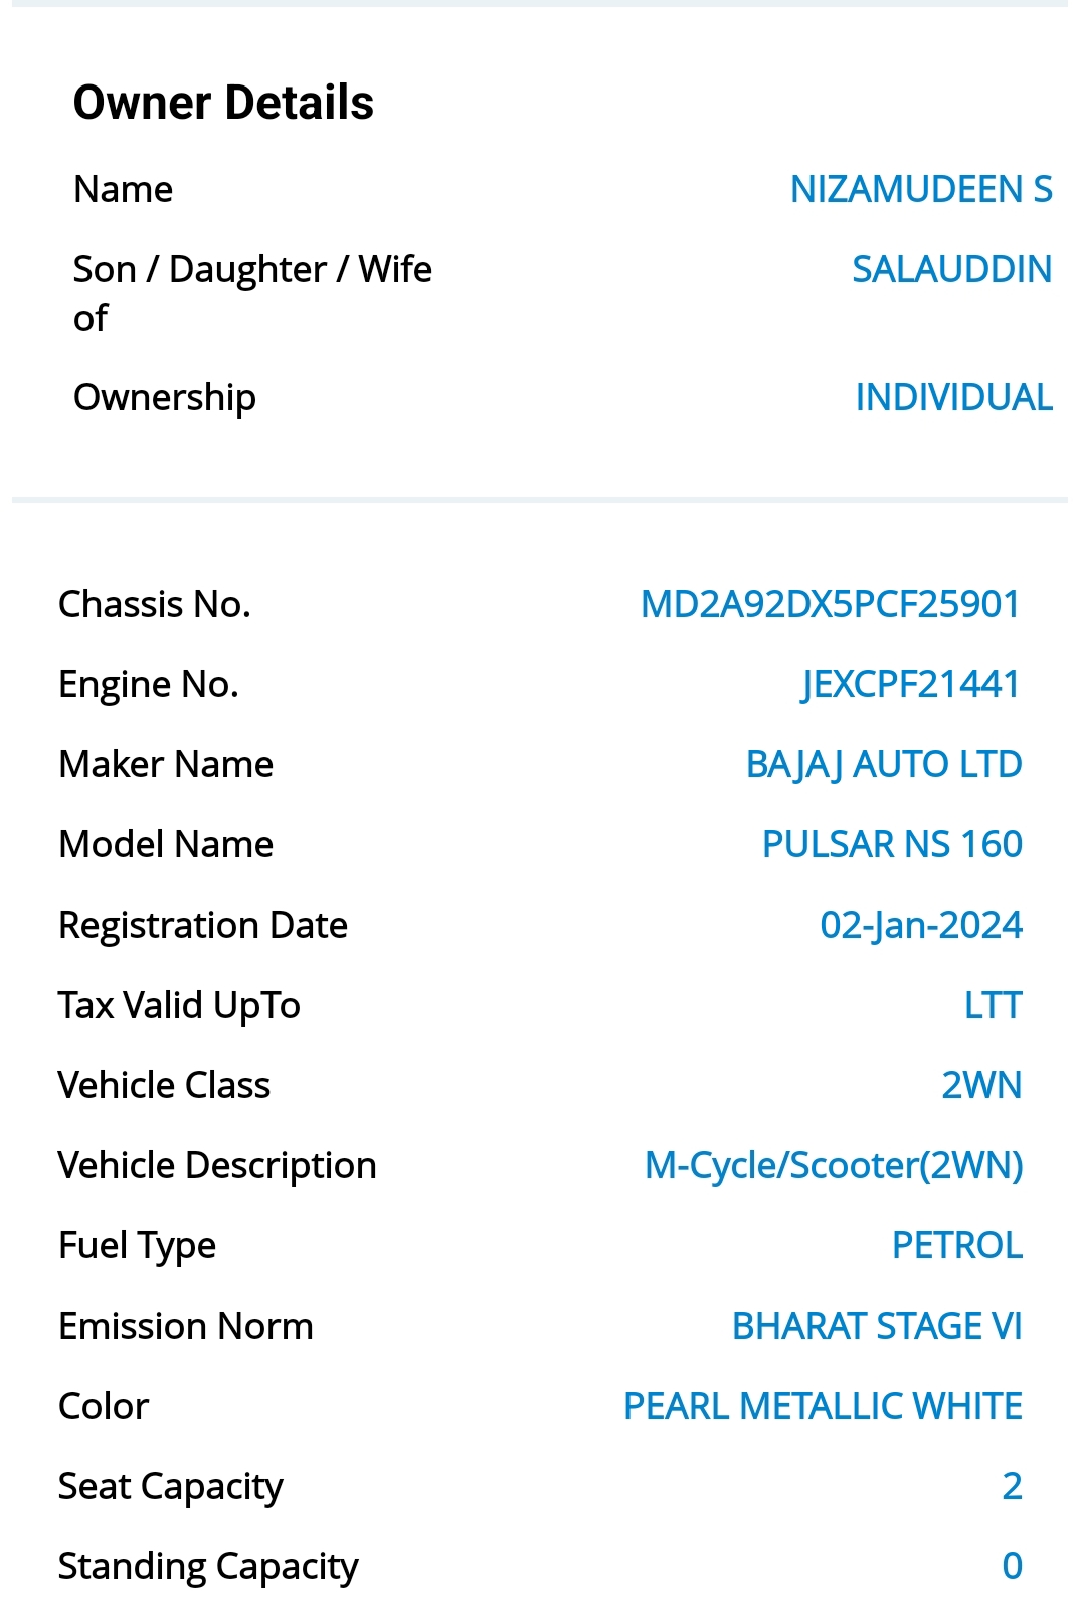 Owner Details
Name NIZAMUDEEN S
Son / Daughter / Wife SALAUDDIN
of
Ownership INDIVIDUAL
Chassis No. MD2A92DX5PCF25901
Engine No. JEXCPF21441
Maker Name BAJAJ AUTO LTD
Model Name PULSAR NS 160
Registration Date 02-Jan-2024
Tax Valid UpTo LTT
Vehicle Class 2WN
Vehicle Description M-Cycle/Scooter(2WN)
Fuel Type PETROL
Emission Norm BHARAT STAGE VI
Color PEARL METALLIC WHITE
Seat Capacity 2
Standing Capacity 0